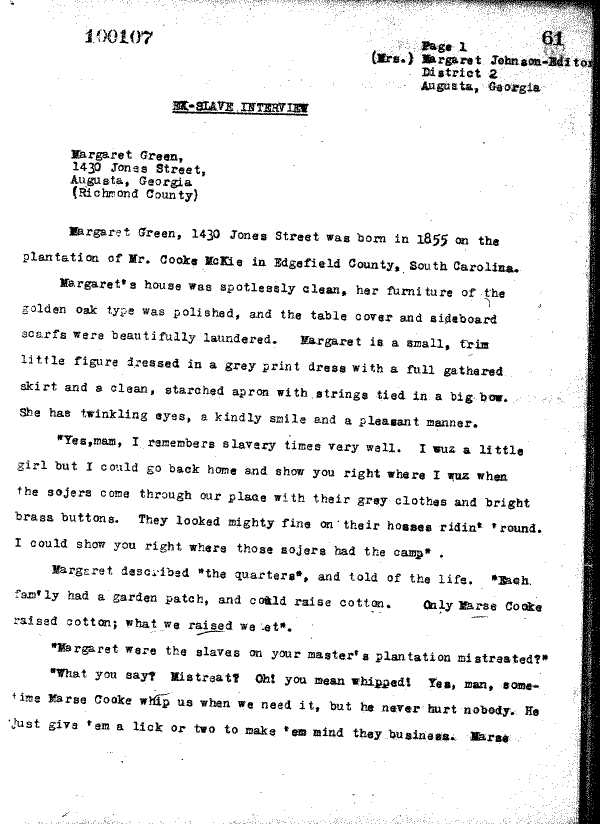 100107
61
Page 1
(Mrs.) Margaret Johnson-Editor
District 2
Augusta, Georgia
EX-SLAVE INTERVIEW
Margaret Green,
1430 Jones Street,
Augusta, Georgia
(Richmond County)
Margaret Green, 1430 Jones Street was born in 1855 on the
plantation of Mr. Cooke McKie in Edgefield County, South Carolina.
Margaret's house was spotlessly clean, her furniture of the
golden oak type was polished, and the table cover and sideboard
scarfs were beautifully laundered. Margaret is a small, trim
little figure dressed in a grey print dress with a full gathered
skirt and a clean, starched apron with strings tied in a big bow.
She has twinkling eyes, a kindly smile and a pleasant manner.
"Yes,mam, I remembers slavery times very well. I wuz a little
girl but I could go back home and show you right where I wuz when
the sojers come through our place with their grey clothes and bright
brass buttons. They looked mighty fine on their hosses ridin' 'round.
I could show you right where those sojers had the camp" .
Margaret described "the quarters", and told of the life. "Each
fam'ly had a garden patch, and could raise cotton. Only Marse Cooke
raised cotton; what we raised we et".
"Margaret were the slaves on your master's plantation mistreated?"
"What you say? Mistreat? Oh! you mean whipped! Yes, man, some-
time Marse Cooke whip us when we need it, but he never hurt nobody. He
just give 'em a lick or two to make 'em mind they business. Marse